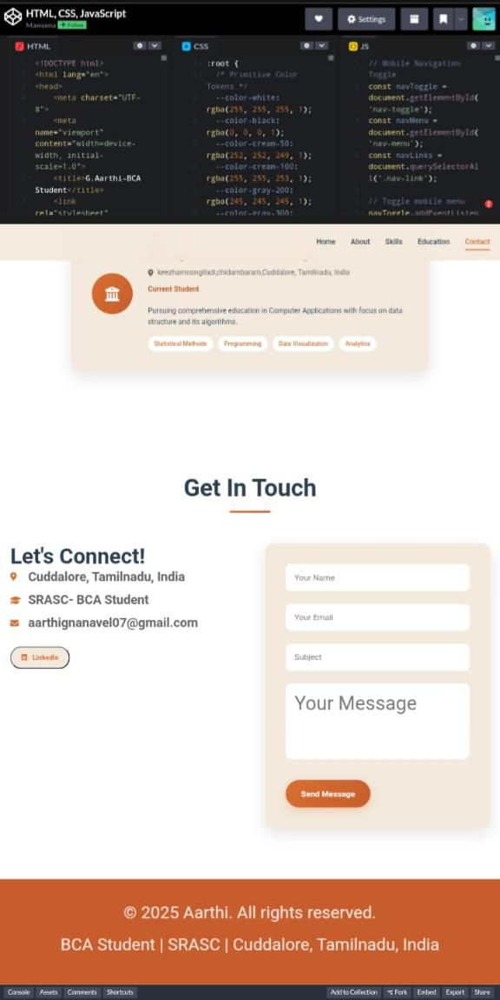 HTML, CSS, JavaScript
Mawuena + Follow
Settings
HTML
<!DOCTYPE html>
<html lang="en">
<head>
<meta charset="UTF-
8">
<meta
name="viewport"
content="width=device-
width, initial-
scale=1.0">
<title>G.Aarthi-BCA
Student</title>
<link
rel="stylesheet"
CSS
:root {
/* Primitive Color
Tokens */
--color-white:
rgba(255, 255, 255, 1);
--color-black:
rgba(0, 0, 0, 1);
--color-cream-50:
rgba(252, 252, 249, 1);
--color-cream-100:
rgba(255, 255, 253, 1);
--color-gray-200:
rgba(245, 245, 245, 1);
--color-gray-300:
JS
// Mobile Navigation
Toggle
const navToggle =
document.getElementById(
'nav-toggle');
const navMenu =
document.getElementById(
'nav-menu');
const navLinks =
document.querySelectorAl
l('.nav-link');
// Toggle mobile menu
navToggle.addEventListen
Home About Skills Education Contact
keezhamoongiladi,chidambaram,Cuddalore, Tamilnadu, India
Current Student
Pursuing comprehensive education in Computer Applications with focus on data
structure and its algorithms.
Statistical Methods Programming Data Visualization Analytics
Get In Touch
Let's Connect!
Cuddalore, Tamilnadu, India
SRASC- BCA Student
aarthignanavel07@gmail.com
LinkedIn
Your Name
Your Email
Subject
Your Message
Send Message
© 2025 Aarthi. All rights reserved.
BCA Student | SRASC | Cuddalore, Tamilnadu, India
Console Assets Comments Shortcuts Add to Collection Fork Embed Export Share